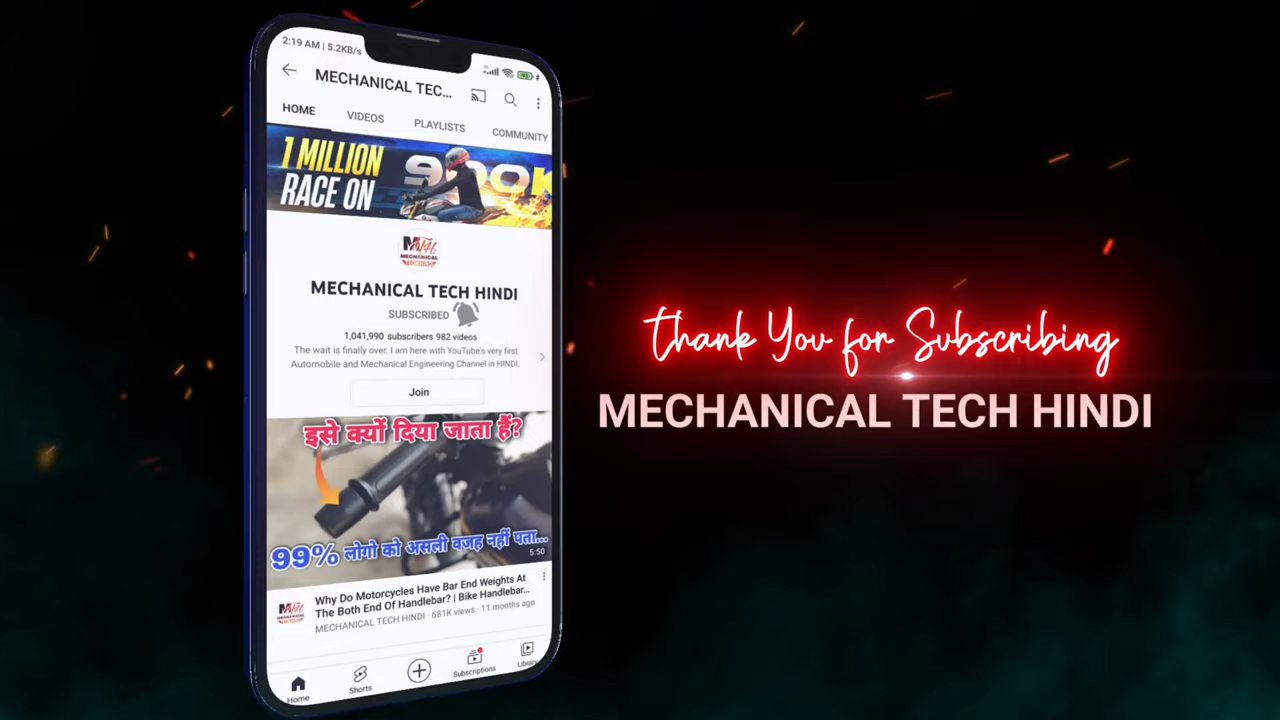 2:19 AM | 5.2KB/s
MECHANICAL TEC...
HOME VIDEOS PLAYLISTS COMMUNITY
1 MILLION
RACE ON
900K
MTH
MECHANICAL
MECHANICAL TECH HINDI
SUBSCRIBED
1,041,990 subscribers 982 videos
The wait is finally over. I am here with YouTube's very first
Automobile and Mechanical Engineering Channel in HINDI.
Join
इसे क्यों दिया जाता है?
99% लोगो को असली वजह नहीं पता...
5:50
Why Do Motorcycles Have Bar End Weights At
The Both End Of Handlebar? | Bike Handlebar...
MECHANICAL TECH HINDI · 681K views · 11 months ago
Home
Shorts
Subscriptions
Library
Thank You for Subscribing
MECHANICAL TECH HINDI